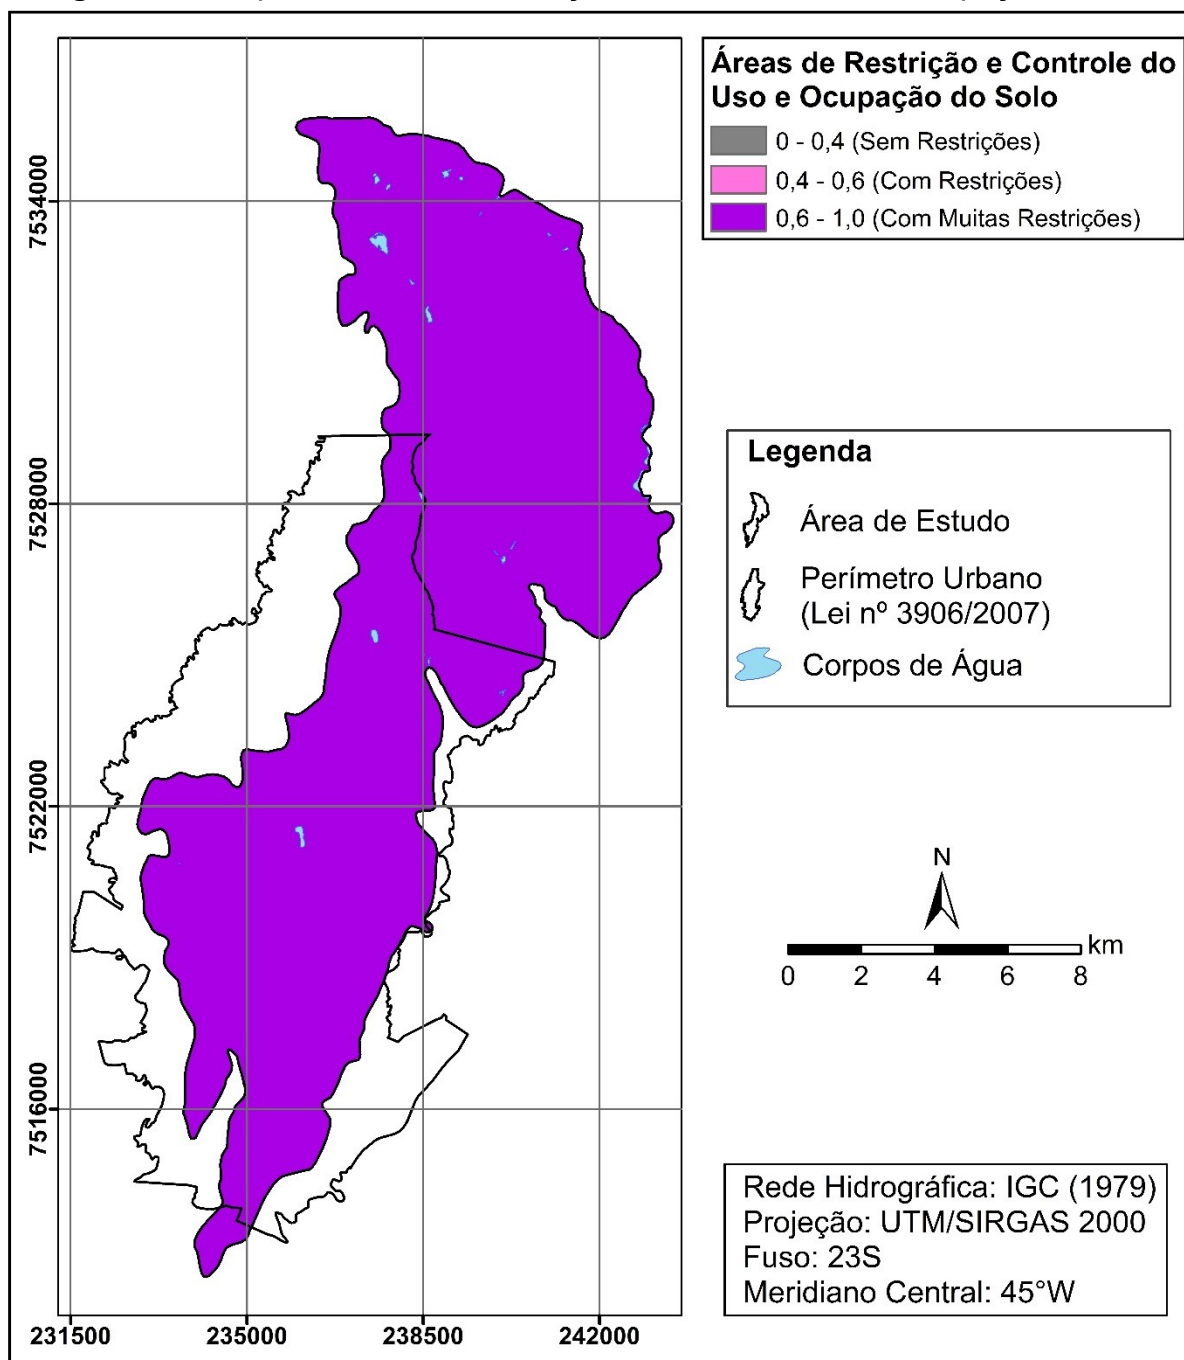 Áreas de Restrição e Controle do
Uso e Ocupação do Solo
0 - 0,4 (Sem Restrições)
0,4 - 0,6 (Com Restrições)
0,6 - 1,0 (Com Muitas Restrições)
7534000
7528000
7522000
7516000
231500
235000
238500
242000
Legenda
Área de Estudo
Perímetro Urbano
(Lei nº 3906/2007)
Corpos de Água
N
km
0 2 4 6 8
Rede Hidrográfica: IGC (1979)
Projeção: UTM/SIRGAS 2000
Fuso: 23S
Meridiano Central: 45°W